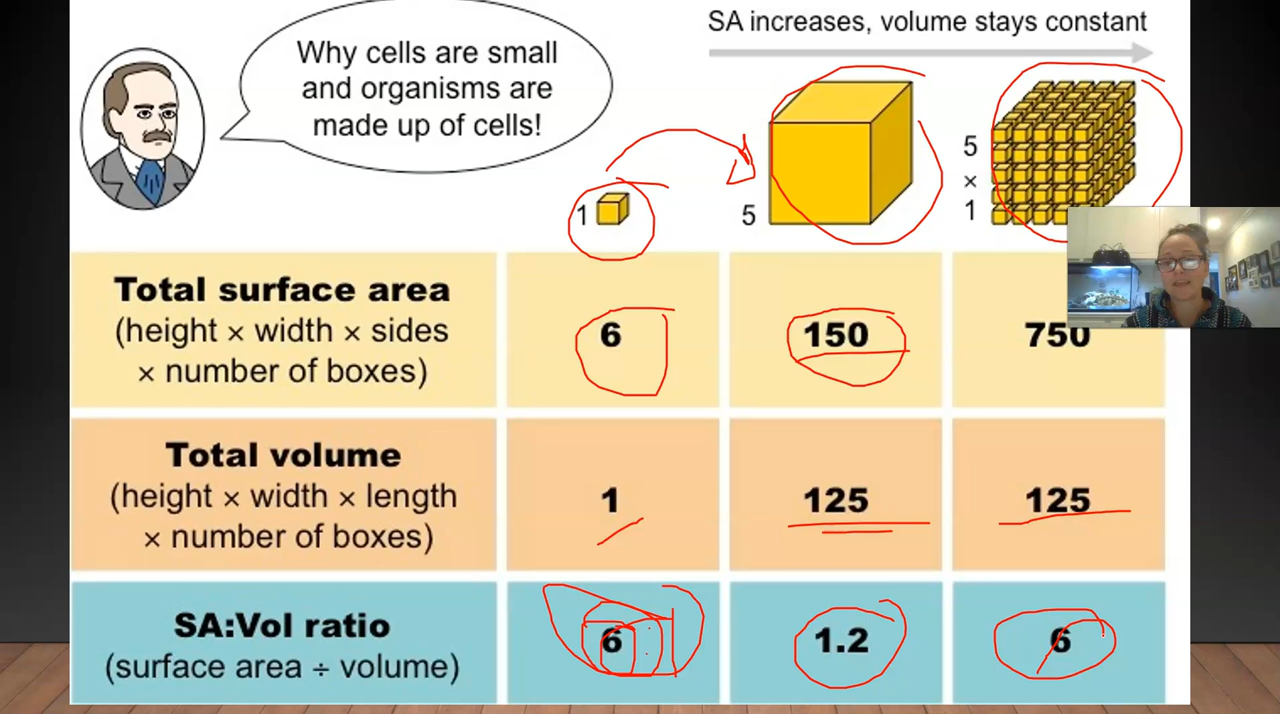 Why cells are small
and organisms are
made up of cells!
SA increases, volume stays constant
1
5
5
×
1
Total surface area
(height × width × sides
× number of boxes)
6
150
750
Total volume
(height × width × length
× number of boxes)
1
125
125
SA:Vol ratio
(surface area ÷ volume)
6
1.2
6